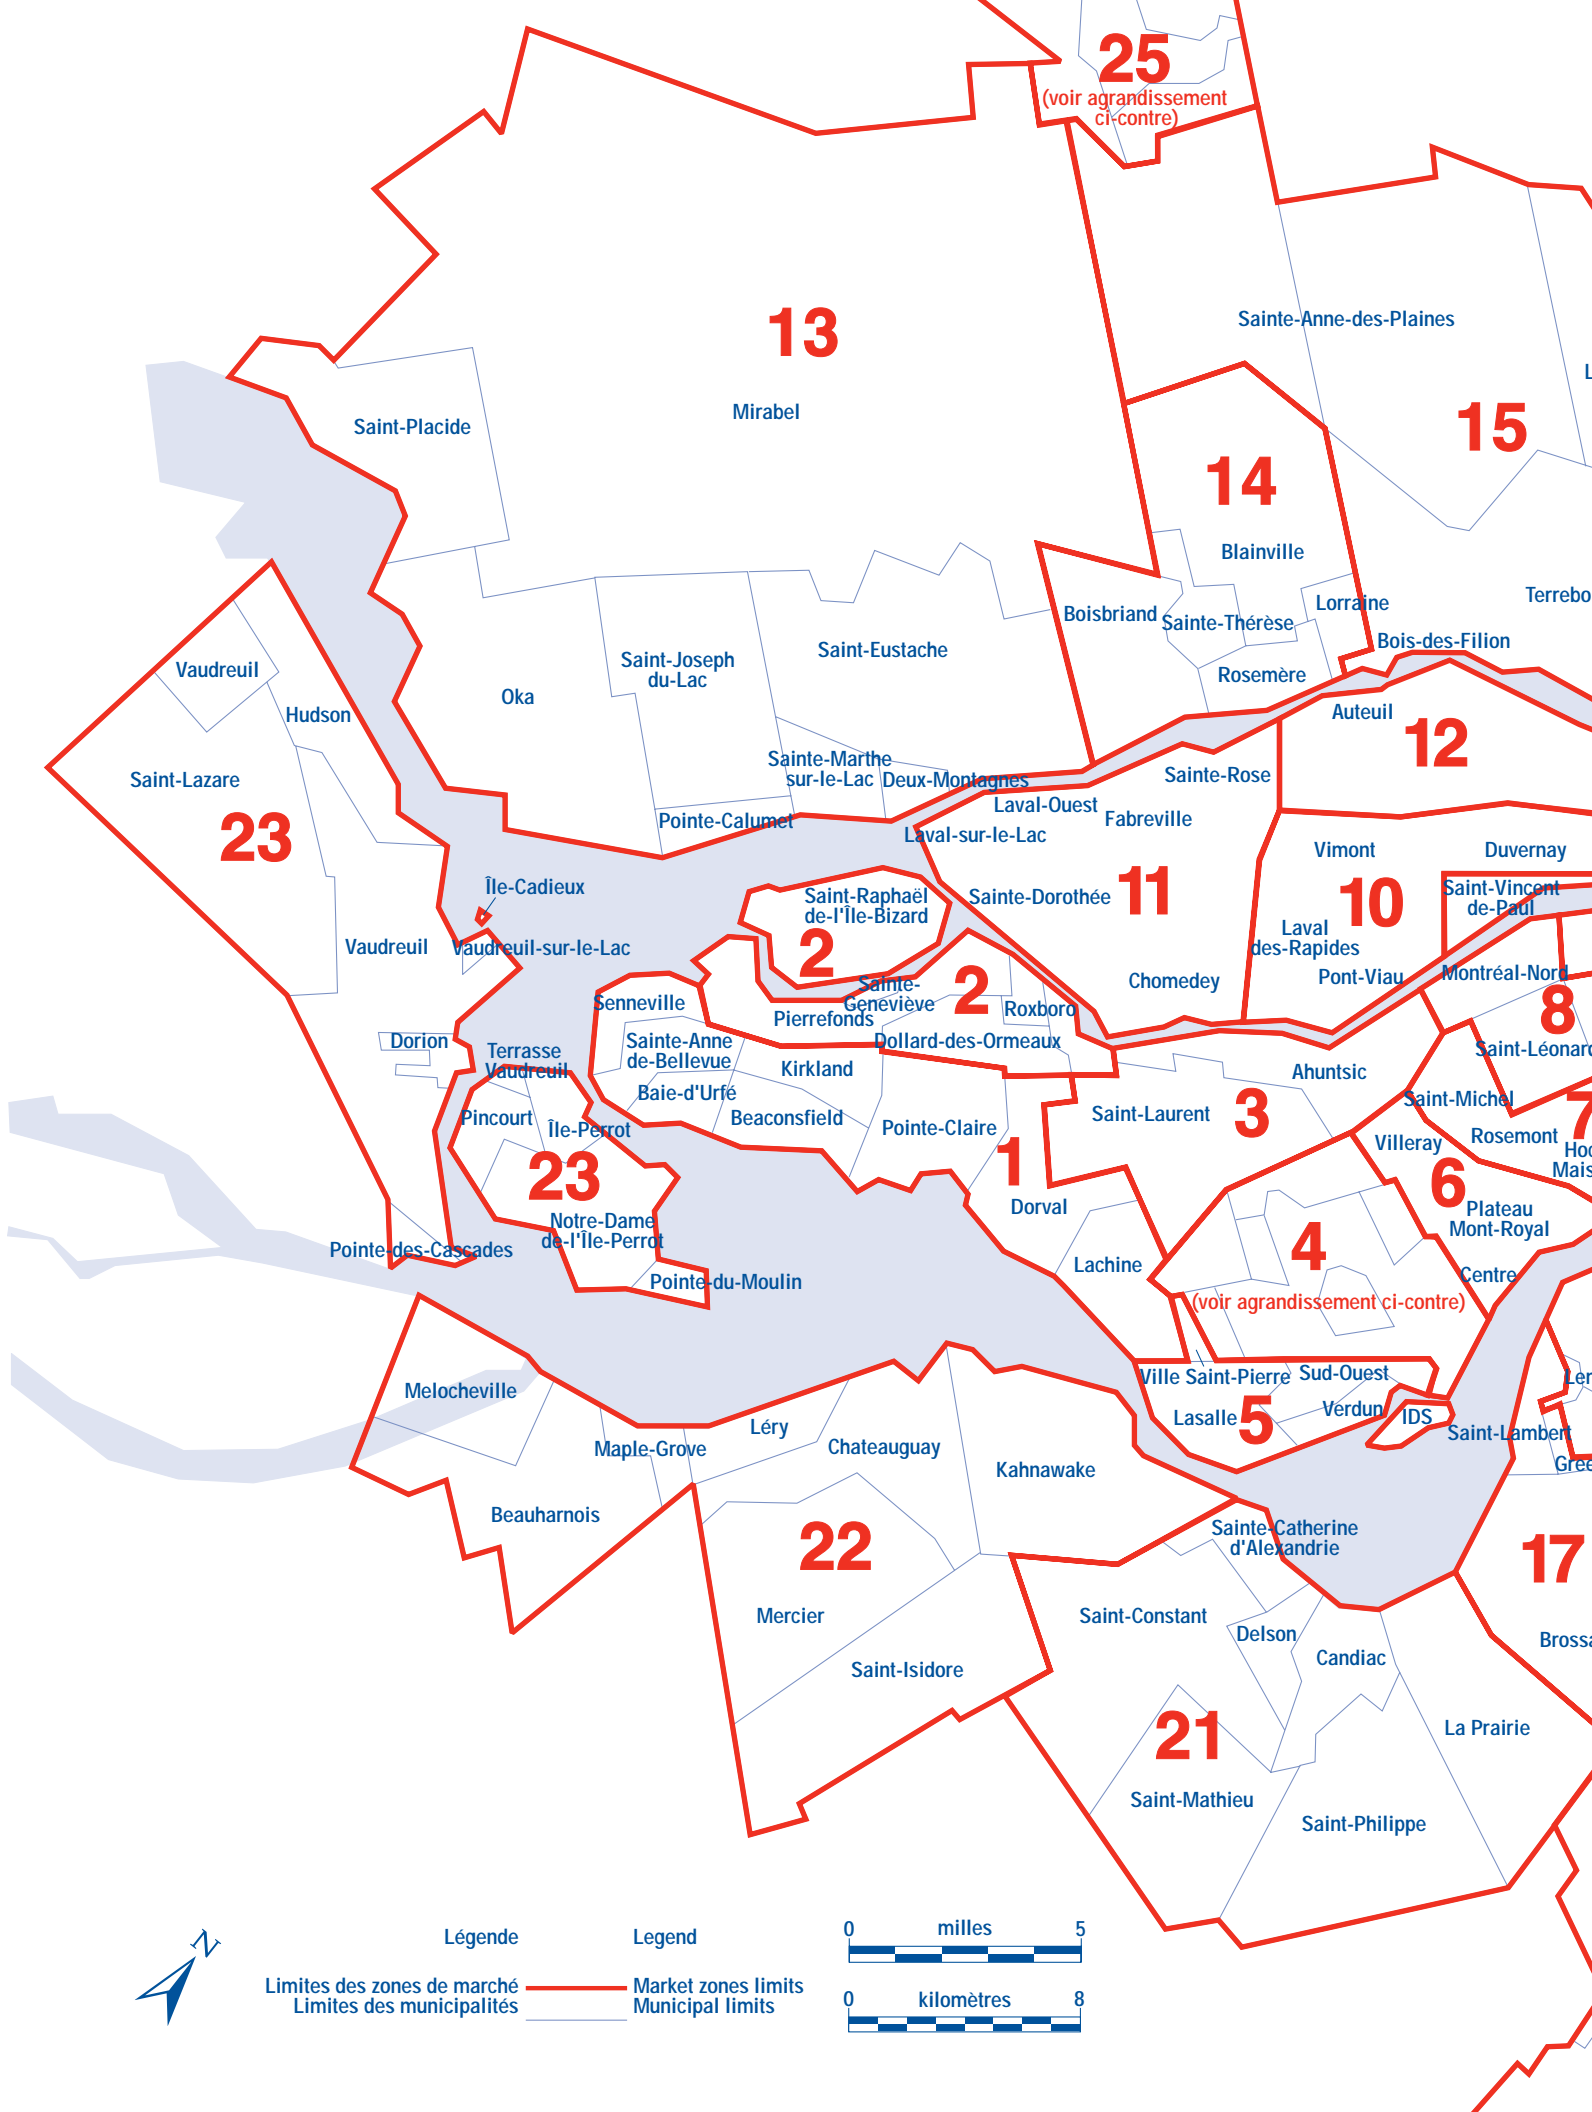 25
(voir agrandissement
ci-contre)
13
Sainte-Anne-des-Plaines
Mirabel
Saint-Placide
15
14
Blainville
Boisbriand
Sainte-Thérèse
Lorraine
Terrebo
Bois-des-Filion
Rosemère
Saint-Eustache
Saint-Joseph
du-Lac
Oka
Vaudreuil
Hudson
Saint-Lazare
23
Auteuil
12
Sainte-Marthe
sur-le-Lac
Deux-Montagnes
Sainte-Rose
Laval-Ouest
Fabreville
Pointe-Calumet
Laval-sur-le-Lac
Vimont
Duvernay
Île-Cadieux
Saint-Raphaël
de-l'Île-Bizard
2
Sainte-Dorothée
11
10
Saint-Vincent
de-Paul
Laval
des-Rapides
Vaudreuil
Vaudreuil-sur-le-Lac
Chomedey
Pont-Viau
Montréal-Nord
Senneville
Sainte-
Geneviève
2
Pierrefonds
Roxboro
8
Dorion
Terrasse
Vaudreuil
Sainte-Anne
de-Bellevue
Dollard-des-Ormeaux
Saint-Léonard
Kirkland
Ahuntsic
Baie-d'Urfé
Saint-Michel
7
Pincourt
Île-Perrot
Beaconsfield
Pointe-Claire
Saint-Laurent
3
Villeray
Rosemont
Hoc
Mais
23
1
6
Dorval
Plateau
Mont-Royal
Notre-Dame
de-l'Île-Perrot
Pointe-des-Cascades
Pointe-du-Moulin
Lachine
4
(voir agrandissement ci-contre)
Centre
Melocheville
Ville Saint-Pierre
Sud-Ouest
Lasalle
5
Verdun
IDS
Saint-Lambert
Gree
Léry
Maple-Grove
Chateauguay
Kahnawake
Beauharnois
22
Sainte-Catherine
d'Alexandrie
17
Mercier
Saint-Constant
Delson
Candiac
Saint-Isidore
Bross
La Prairie
21
Saint-Mathieu
Saint-Philippe
N
Légende
Legend
Limites des zones de marché
Market zones limits
Limites des municipalités
Municipal limits
0 milles 5
0 kilomètres 8